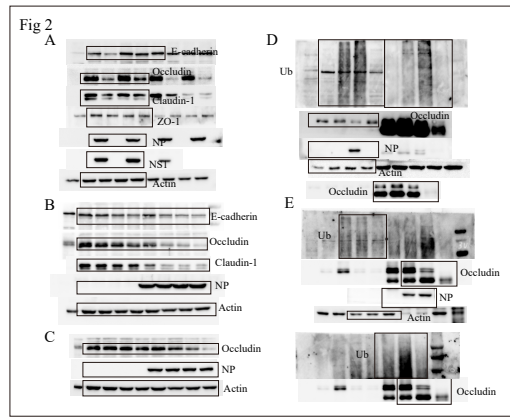 Fig 2
A
E-cadherin
Occludin
Claudin-1
ZO-1
NP
NS1
Actin
B
E-cadherin
Occludin
Claudin-1
NP
Actin
C
Occludin
NP
Actin
D
Ub
Occludin
NP
Actin
Occludin
E
Ub
Occludin
NP
Actin
Ub
Occludin